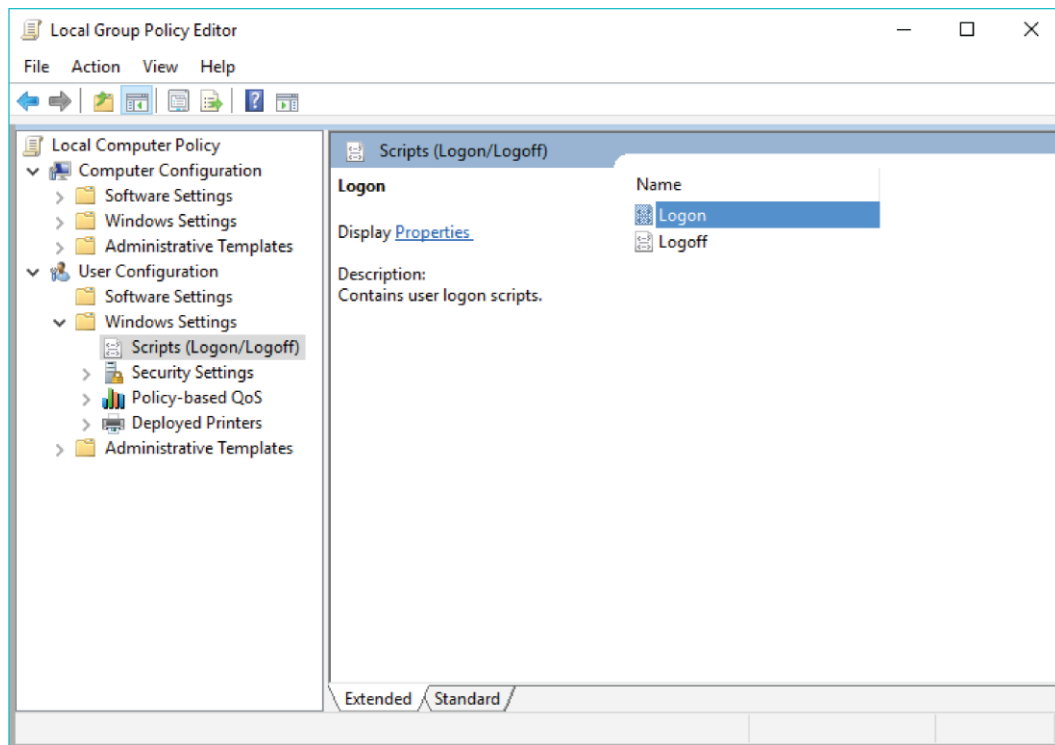 Local Group Policy Editor
File Action View Help
Local Computer Policy
Computer Configuration
Software Settings
Windows Settings
Administrative Templates
User Configuration
Software Settings
Windows Settings
Scripts (Logon/Logoff)
Security Settings
Policy-based QoS
Deployed Printers
Administrative Templates
Scripts (Logon/Logoff)
Logon
Display Properties
Description:
Contains user logon scripts.
Name
Logon
Logoff
Extended Standard